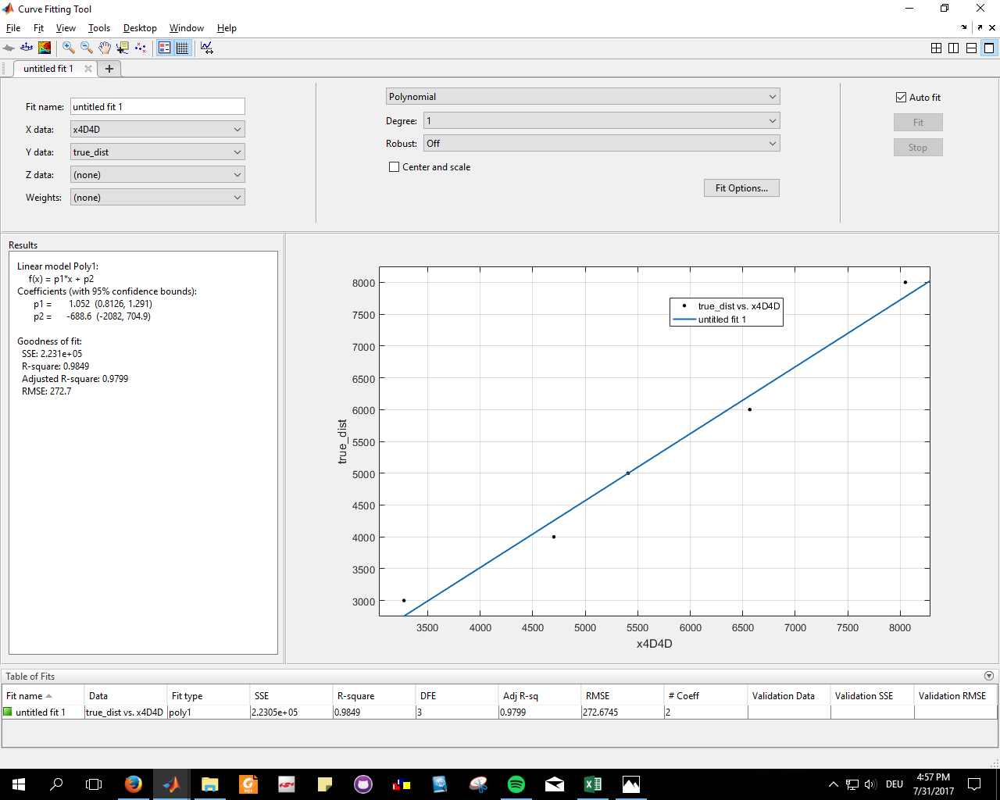 Curve Fitting Tool
File Fit View Tools Desktop Window Help
untitled fit 1
Fit name: untitled fit 1
X data: x4D4D
Y data: true_dist
Z data: (none)
Weights: (none)
Polynomial
Degree: 1
Robust: Off
Center and scale
Fit Options...
Auto fit
Fit
Stop
Results
Linear model Poly1:
f(x) = p1*x + p2
Coefficients (with 95% confidence bounds):
p1 = 1.052 (0.8126, 1.291)
p2 = -688.6 (-2082, 704.9)
Goodness of fit:
SSE: 2.231e+05
R-square: 0.9849
Adjusted R-square: 0.9799
RMSE: 272.7
8000
7500
7000
6500
6000
5500
5000
4500
4000
3500
3000
true_dist
true_dist vs. x4D4D
untitled fit 1
3500 4000 4500 5000 5500 6000 6500 7000 7500 8000
x4D4D
Table of Fits
Fit name Data Fit type SSE R-square DFE Adj R-sq RMSE # Coeff Validation Data Validation SSE Validation RMSE
untitled fit 1 true_dist vs. x4D4D poly1 2.2305e+05 0.9849 3 0.9799 272.6745 2
DEU
4:57 PM
7/31/2017